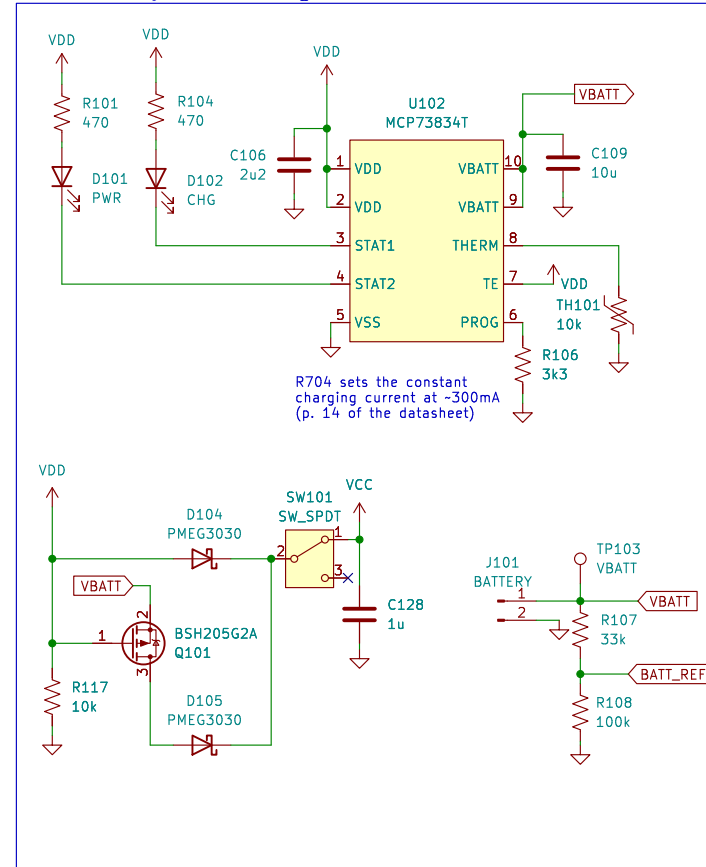 VDD
VDD
VDD
R101
470
R104
470
U102
MCP73834T
VBATT
C106
2u2
C109
10u
D101
PWR
D102
CHG
1
VDD
VBATT
10
2
VDD
VBATT
9
3
STAT1
THERM
8
4
STAT2
TE
7
VDD
5
VSS
PROG
6
TH101
10k
R106
3k3
R704 sets the constant
charging current at ~300mA
(p. 14 of the datasheet)
VDD
VCC
D104
PMEG3030
SW101
SW_SPDT
1
2
3
VBATT
2
1
3
BSH205G2A
Q101
C128
1u
R117
10k
D105
PMEG3030
J101
BATTERY
1
2
TP103
VBATT
VBATT
R107
33k
BATT_REF
R108
100k